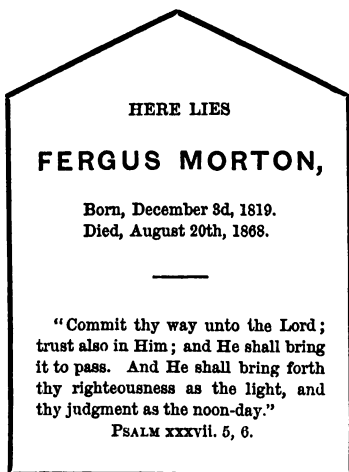 HERE LIES
FERGUS MORTON,
Born, December 3d, 1819.
Died, August 20th, 1868.
“Commit thy way unto the Lord;
trust also in Him; and He shall bring
it to pass. And He shall bring forth
thy righteousness as the light, and
thy judgment as the noon-day.”
PSALM xxxvii. 5, 6.